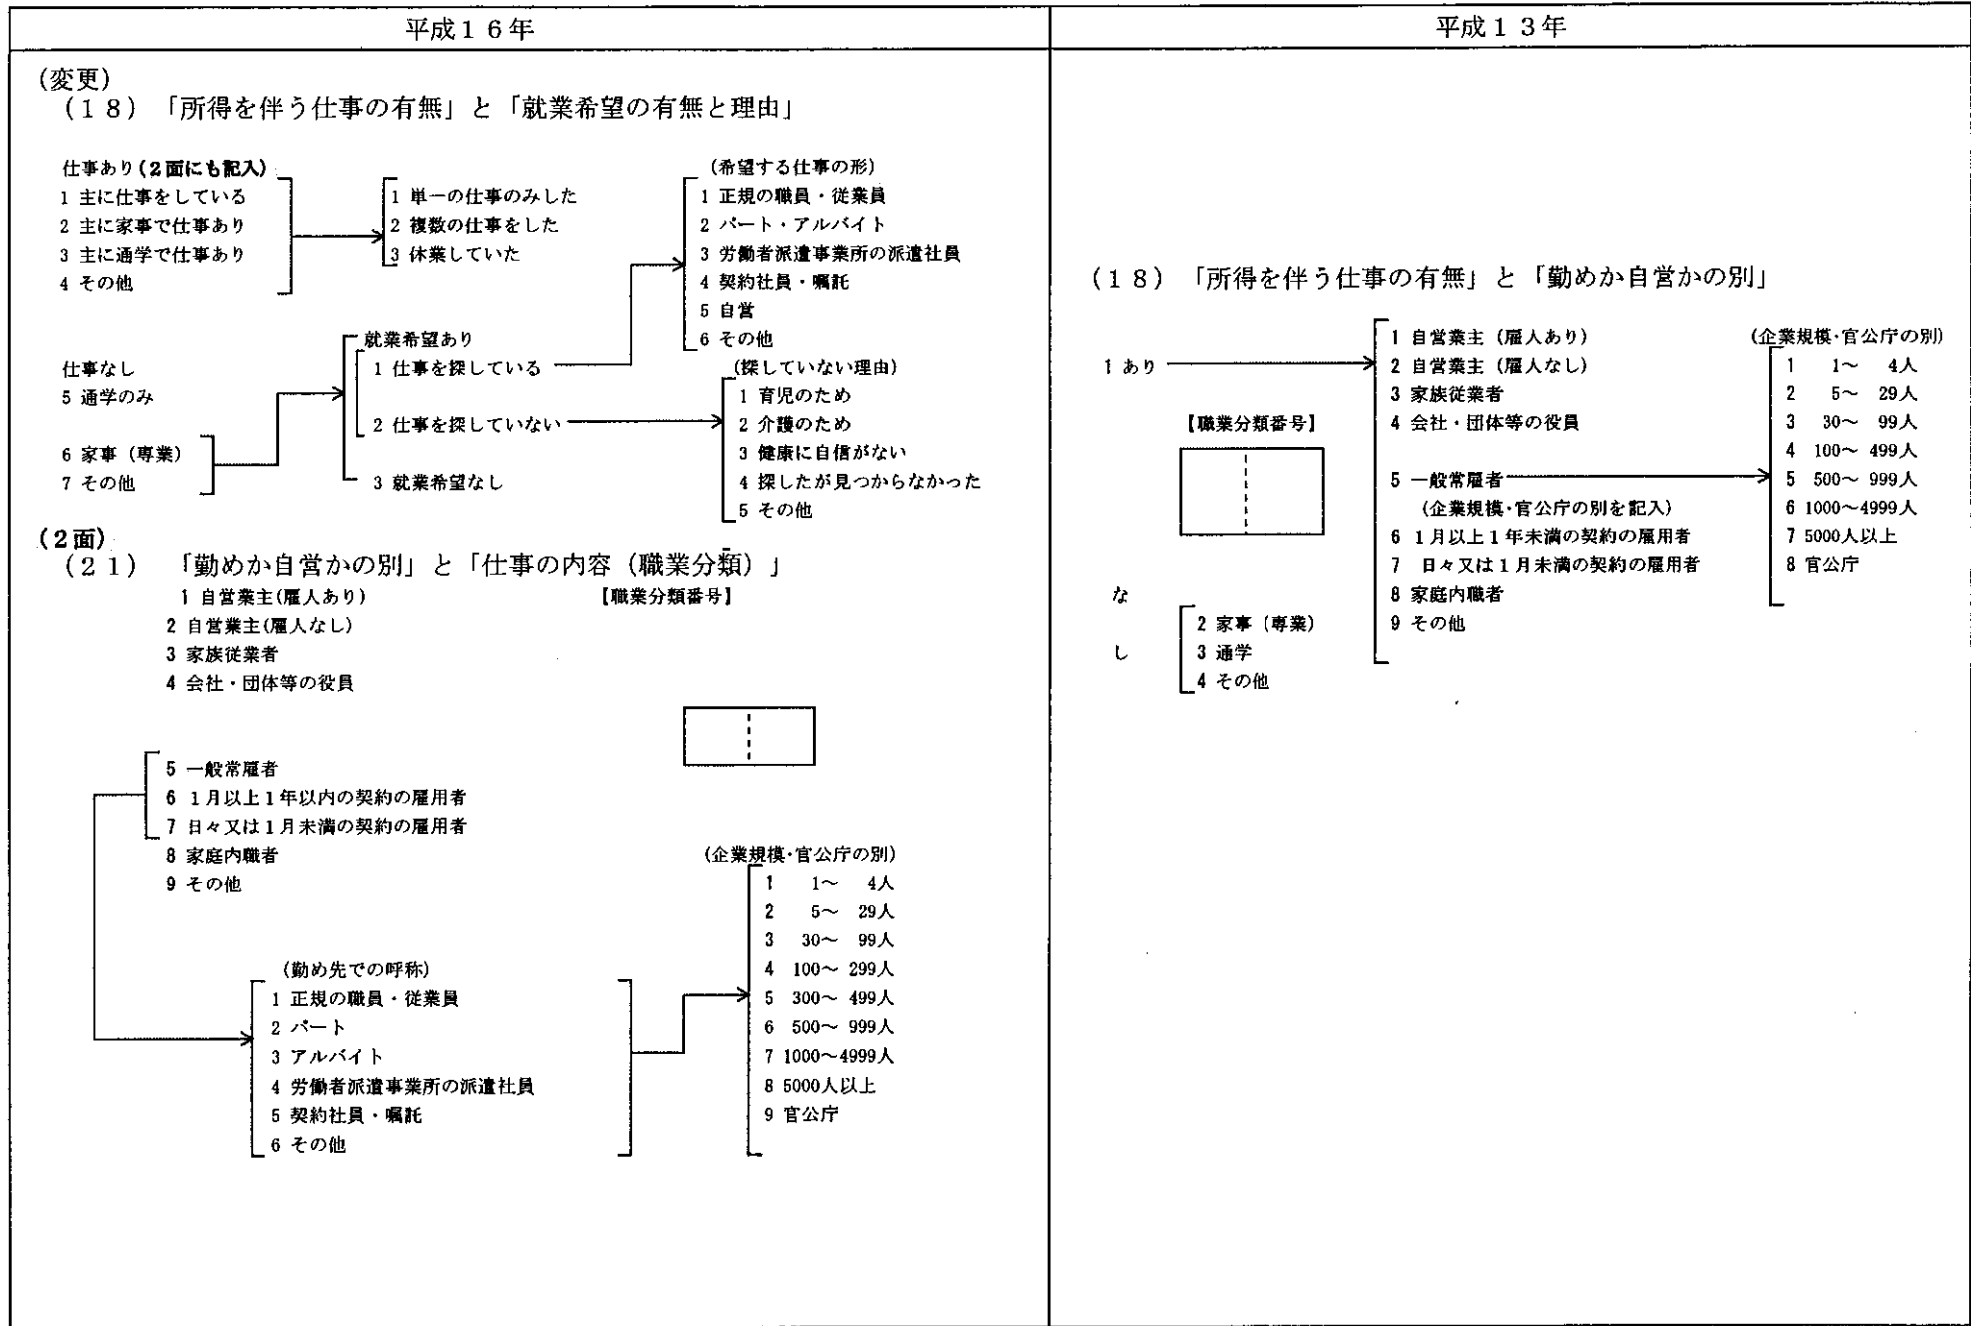 平成１６年
(変更)
(１８) 「所得を伴う仕事の有無」と「就業希望の有無と理由」
仕事あり(２面にも記入)
1 主に仕事をしている
2 主に家事で仕事あり
3 主に通学で仕事あり
4 その他
1 単一の仕事のみした
2 複数の仕事をした
3 休業していた
(希望する仕事の形)
1 正規の職員・従業員
2 パート・アルバイト
3 労働者派遣事業所の派遣社員
4 契約社員・嘱託
5 自営
6 その他
仕事なし
5 通学のみ
6 家事（専業）
7 その他
就業希望あり
1 仕事を探している
2 仕事を探していない
3 就業希望なし
(探していない理由)
1 育児のため
2 介護のため
3 健康に自信がない
4 探したが見つからなかった
5 その他
(２面)
(２１) 「勤めか自営かの別」と「仕事の内容（職業分類）」
1 自営業主(雇人あり)
2 自営業主(雇人なし)
3 家族従業者
4 会社・団体等の役員
【職業分類番号】
5 一般常雇者
6 １月以上１年以内の契約の雇用者
7 日々又は１月未満の契約の雇用者
8 家庭内職者
9 その他
(勤め先での呼称)
1 正規の職員・従業員
2 パート
3 アルバイト
4 労働者派遣事業所の派遣社員
5 契約社員・嘱託
6 その他
(企業規模・官公庁の別)
1 1～ 4人
2 5～ 29人
3 30～ 99人
4 100～ 299人
5 300～ 499人
6 500～ 999人
7 1000～4999人
8 5000人以上
9 官公庁
平成１３年
(１８) 「所得を伴う仕事の有無」と「勤めか自営かの別」
1 あり
【職業分類番号】
1 自営業主（雇人あり）
2 自営業主（雇人なし）
3 家族従業者
4 会社・団体等の役員
5 一般常雇者
(企業規模・官公庁の別を記入)
6 １月以上１年未満の契約の雇用者
7 日々又は１月未満の契約の雇用者
8 家庭内職者
9 その他
(企業規模・官公庁の別)
1 1～ 4人
2 5～ 29人
3 30～ 99人
4 100～ 499人
5 500～ 999人
6 1000～4999人
7 5000人以上
8 官公庁
な
し
2 家事（専業）
3 通学
4 その他